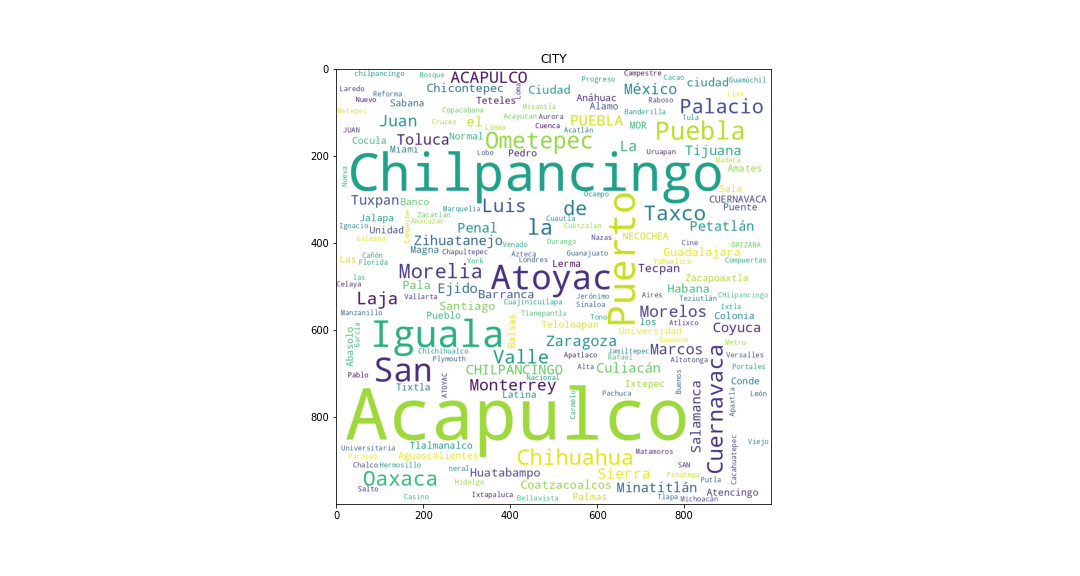 CITY
0
200
400
600
800
0 200 400 600 800
chilpancingo Bosque ACAPULCO Progreso Campestre Cacao ciudad Guamúchil
Laredo Reforma Chicontepec Loma Ciudad México Lima
Nuevo Sabana Teteles Anáhuac Raboso Palacio
Metepec Copacabana Misantla Alamo Banderilla Tula
Juan Cruces el Acayucan Aurora PUEBLA MOR Puebla
JUAN Línea Cuenca Acatlán
Cocula Toluca Normal Ometepec La Uruapan Tijuana
Miami Lobo Pedro Madera
Nueva Chilpancingo Amates
Tuxpan Banco Ocampo Sala CUERNAVACA
Luis de Taxco Puente
Jalapa Zacatlán Marquelia Cuautla
Ignacio Unidad Campeche Amacuzac Penal la Cuetzalan Puerto Petatlán
Galeana Zihuatanejo Venado Durango Nazas NECOCHEA Cine ORIZABA
Magna Chapultepec Azteca Guanajuato Guadalajara
Las Cañón Florida York Londres Lerma Tecpan Yahualica Compuertas
las Morelia Atoyac Zacapoaxtla
Celaya Pala Ejido Habana
Laja Vallarta Barranca Jerónimo Aires Teziutlán CHilpancingo
Manzanillo Santiago Cuajinicuilapa Sinaloa Morelos Ixtla
Pueblo Tlanepantla Tono los Atlixco Colonia
Abasolo García Iguala Balsas Teloloapan Universidad Coyuca
Zaragoza Guasave Metro
Chichihualco Valle Apatlaco Jamiltepec Marcos Versalles
Plymouth Rafael Altotonga
San CHILPANCINGO Alta Culiacán Portales
Pablo Nacional
Tixtla ATOYAC Monterrey Ixtepec Buenos Cuernavaca Conde
Latina Carmelo Pachuca Salamanca Apaxtla León
Acapulco
Universitaria Tlalmanalco Viejo
Paraíso Aguascalientes Chihuahua Matamoros Cacahuatepec
Chalco Hermosillo neral Huatabampo Sierra SAN
Oaxaca Hidalgo Coatzacoalcos Minatitlán Pinotepa Putla
Salto Casino Ixtapaluca Bellavista Palmas Tlapa Michoacán Atencingo